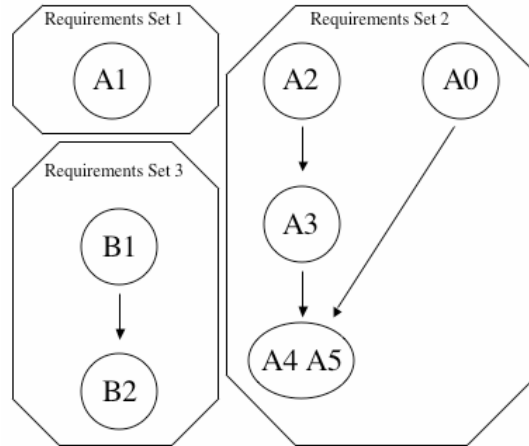 Requirements Set 1
A1
Requirements Set 2
A2
A0
A3
A4 A5
Requirements Set 3
B1
B2